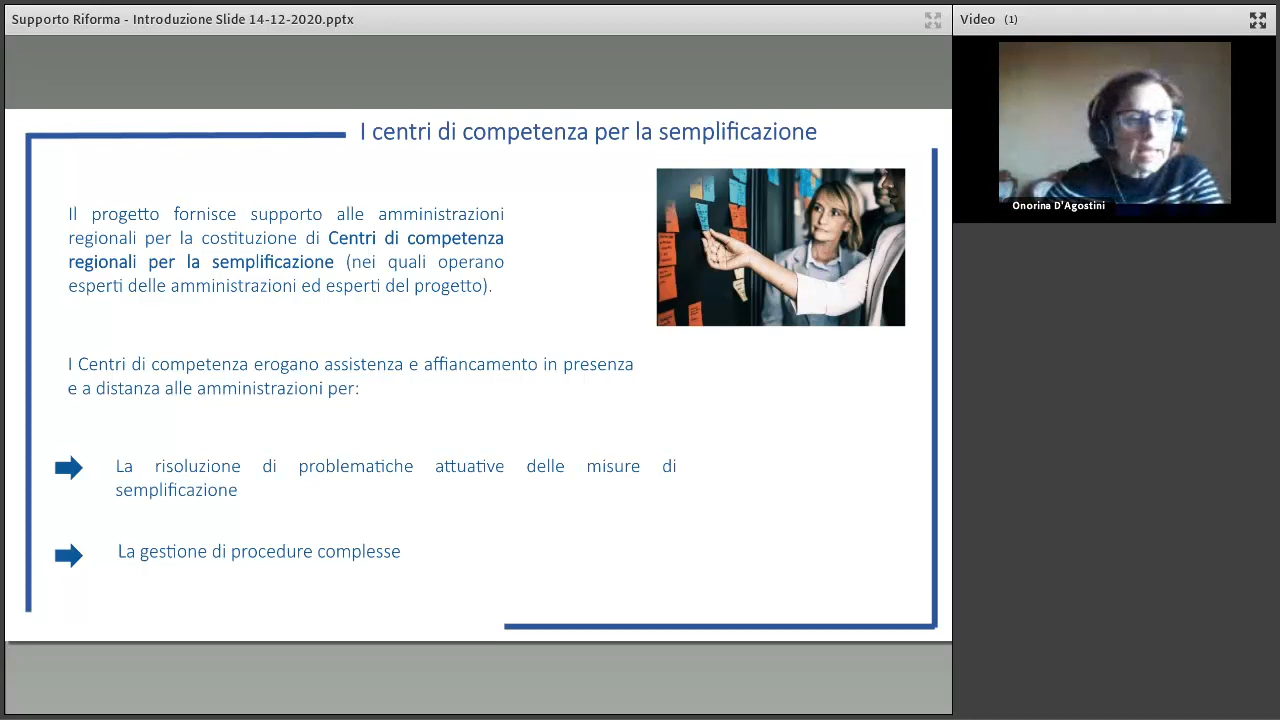 Supporto Riforma - Introduzione Slide 14-12-2020.pptx
Video (1)
Onorina D'Agostini
I centri di competenza per la semplificazione
Il progetto fornisce supporto alle amministrazioni
regionali per la costituzione di Centri di competenza
regionali per la semplificazione (nei quali operano
esperti delle amministrazioni ed esperti del progetto).
I Centri di competenza erogano assistenza e affiancamento in presenza
e a distanza alle amministrazioni per:
La risoluzione di problematiche attuative delle misure di
semplificazione
La gestione di procedure complesse